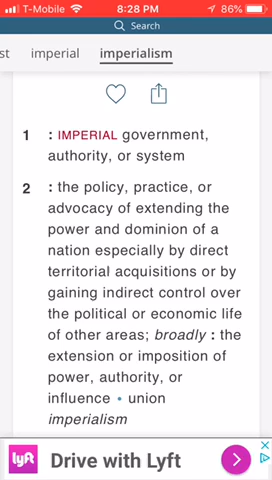 T-Mobile 8:28 PM 86%
Search
st imperial imperialism
1 : IMPERIAL government,
authority, or system
2 : the policy, practice, or
advocacy of extending the
power and dominion of a
nation especially by direct
territorial acquisitions or by
gaining indirect control over
the political or economic life
of other areas; broadly : the
extension or imposition of
power, authority, or
influence • union
imperialism
lyft Drive with Lyft